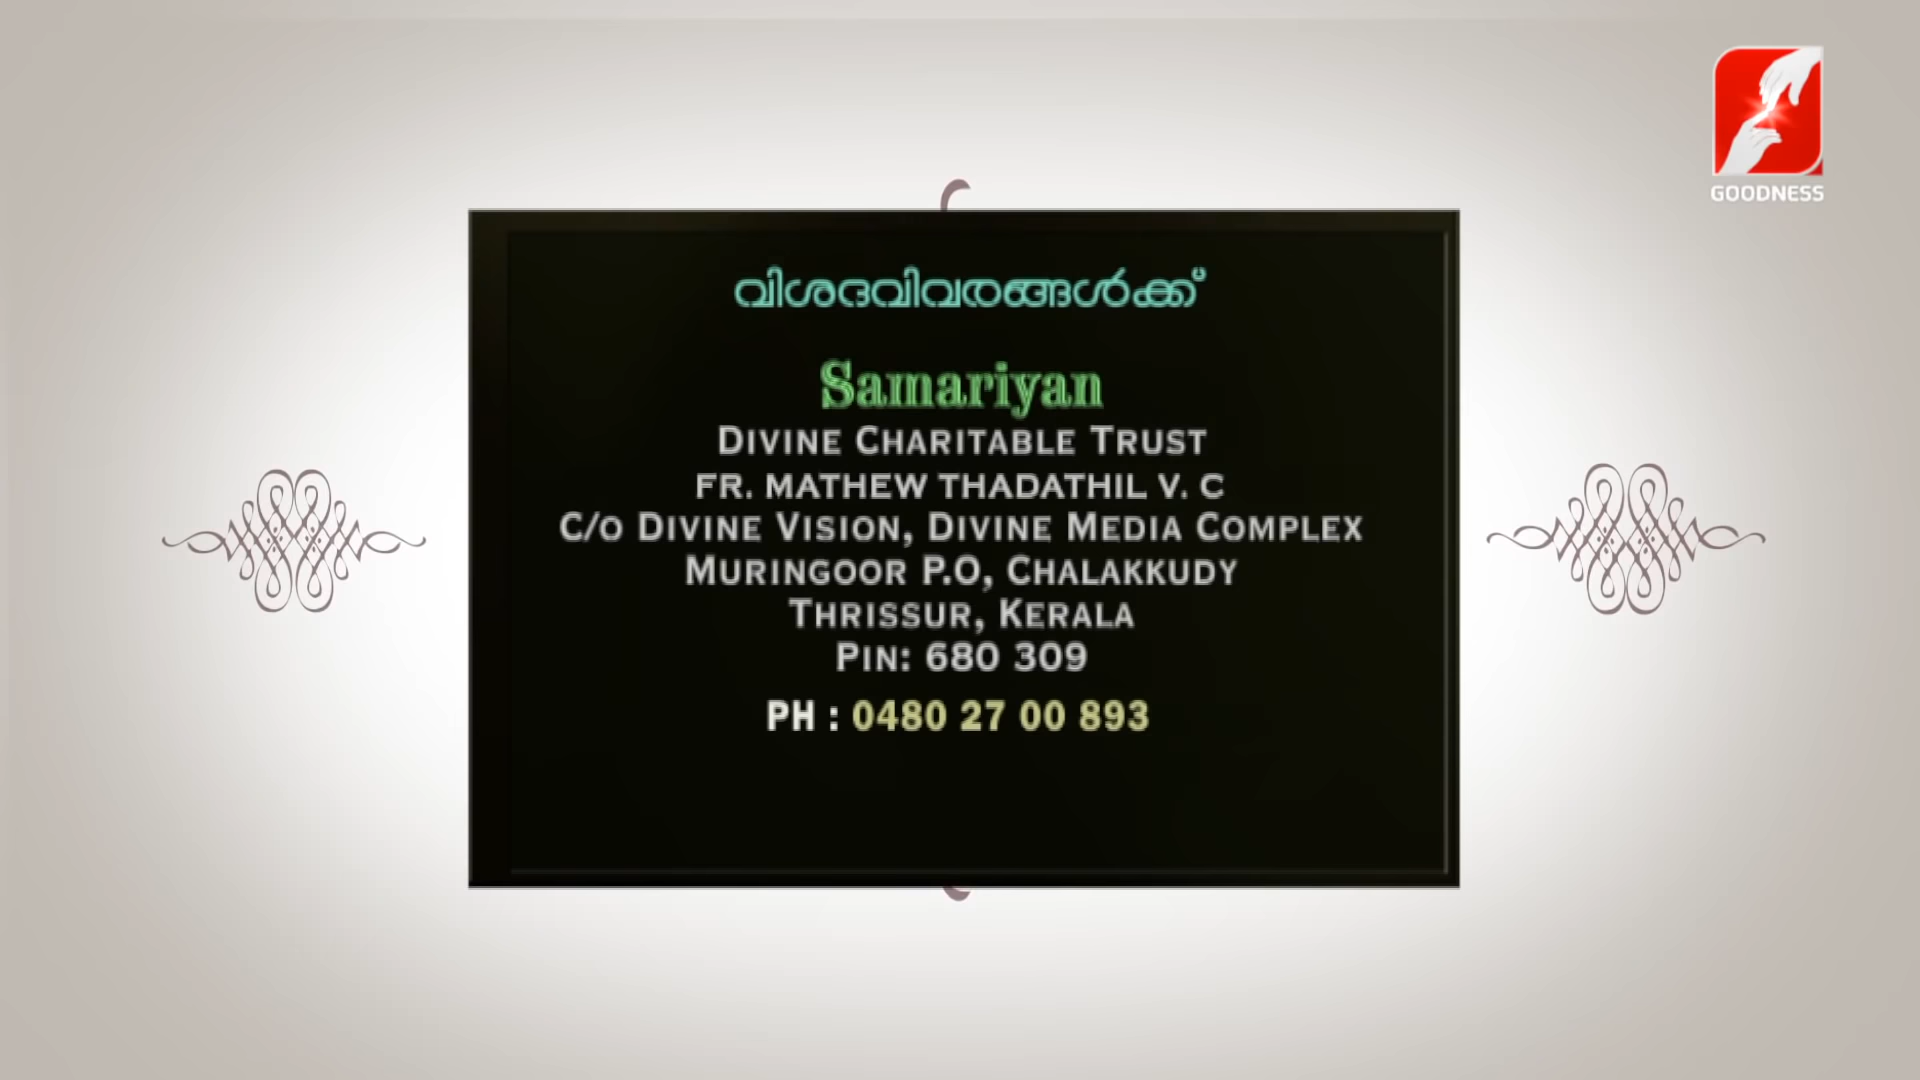 GOODNESS
വിശദവിവരങ്ങൾക്ക്
Samariyan
DIVINE CHARITABLE TRUST
FR. MATHEW THADATHIL V. C
C/O DIVINE VISION, DIVINE MEDIA COMPLEX
MURINGOOR P.O, CHALAKKUDY
THRISSUR, KERALA
PIN: 680 309
PH : 0480 27 00 893